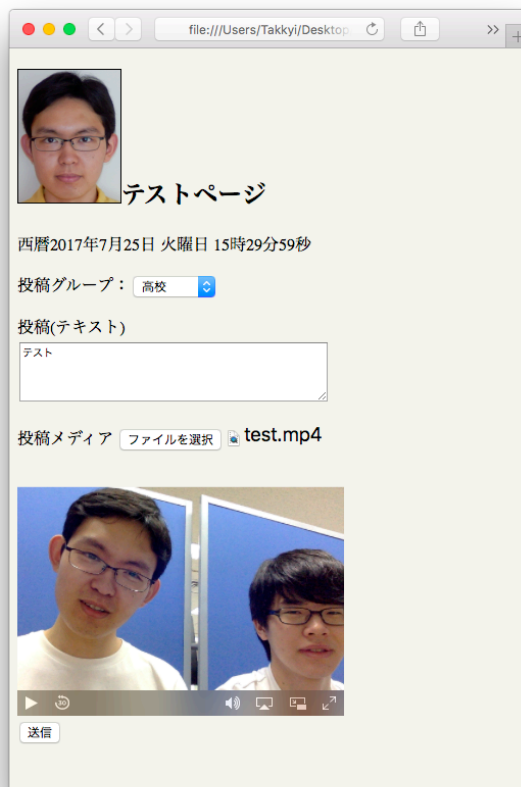 file:///Users/Takkyi/Desktop
テストページ
西暦2017年7月25日 火曜日 15時29分59秒
投稿グループ： 高校
投稿(テキスト)
テスト
投稿メディア ファイルを選択 test.mp4
送信